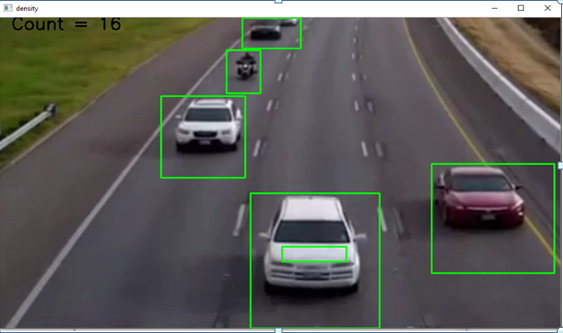 density
Count = 16